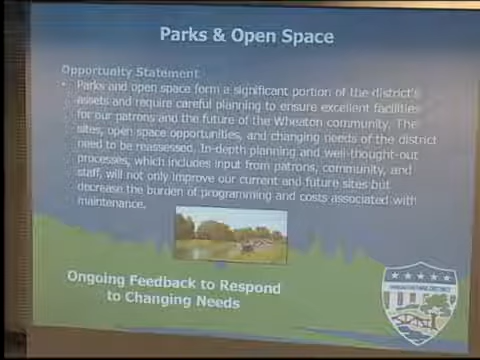 Parks & Open Space
Opportunity Statement
• Parks and open space form a significant portion of the district's
assets and require careful planning to ensure excellent facilities
for our patrons and the future of the Wheaton community. The
sites, open space opportunities, and changing needs of the district
need to be reassessed. In-depth planning and well-thought-out
processes, which includes input from patrons, community, and
staff, will not only improve our current and future sites but
decrease the burden of programming and costs associated with
maintenance.
Ongoing Feedback to Respond
to Changing Needs
WHEATON PARK DISTRICT